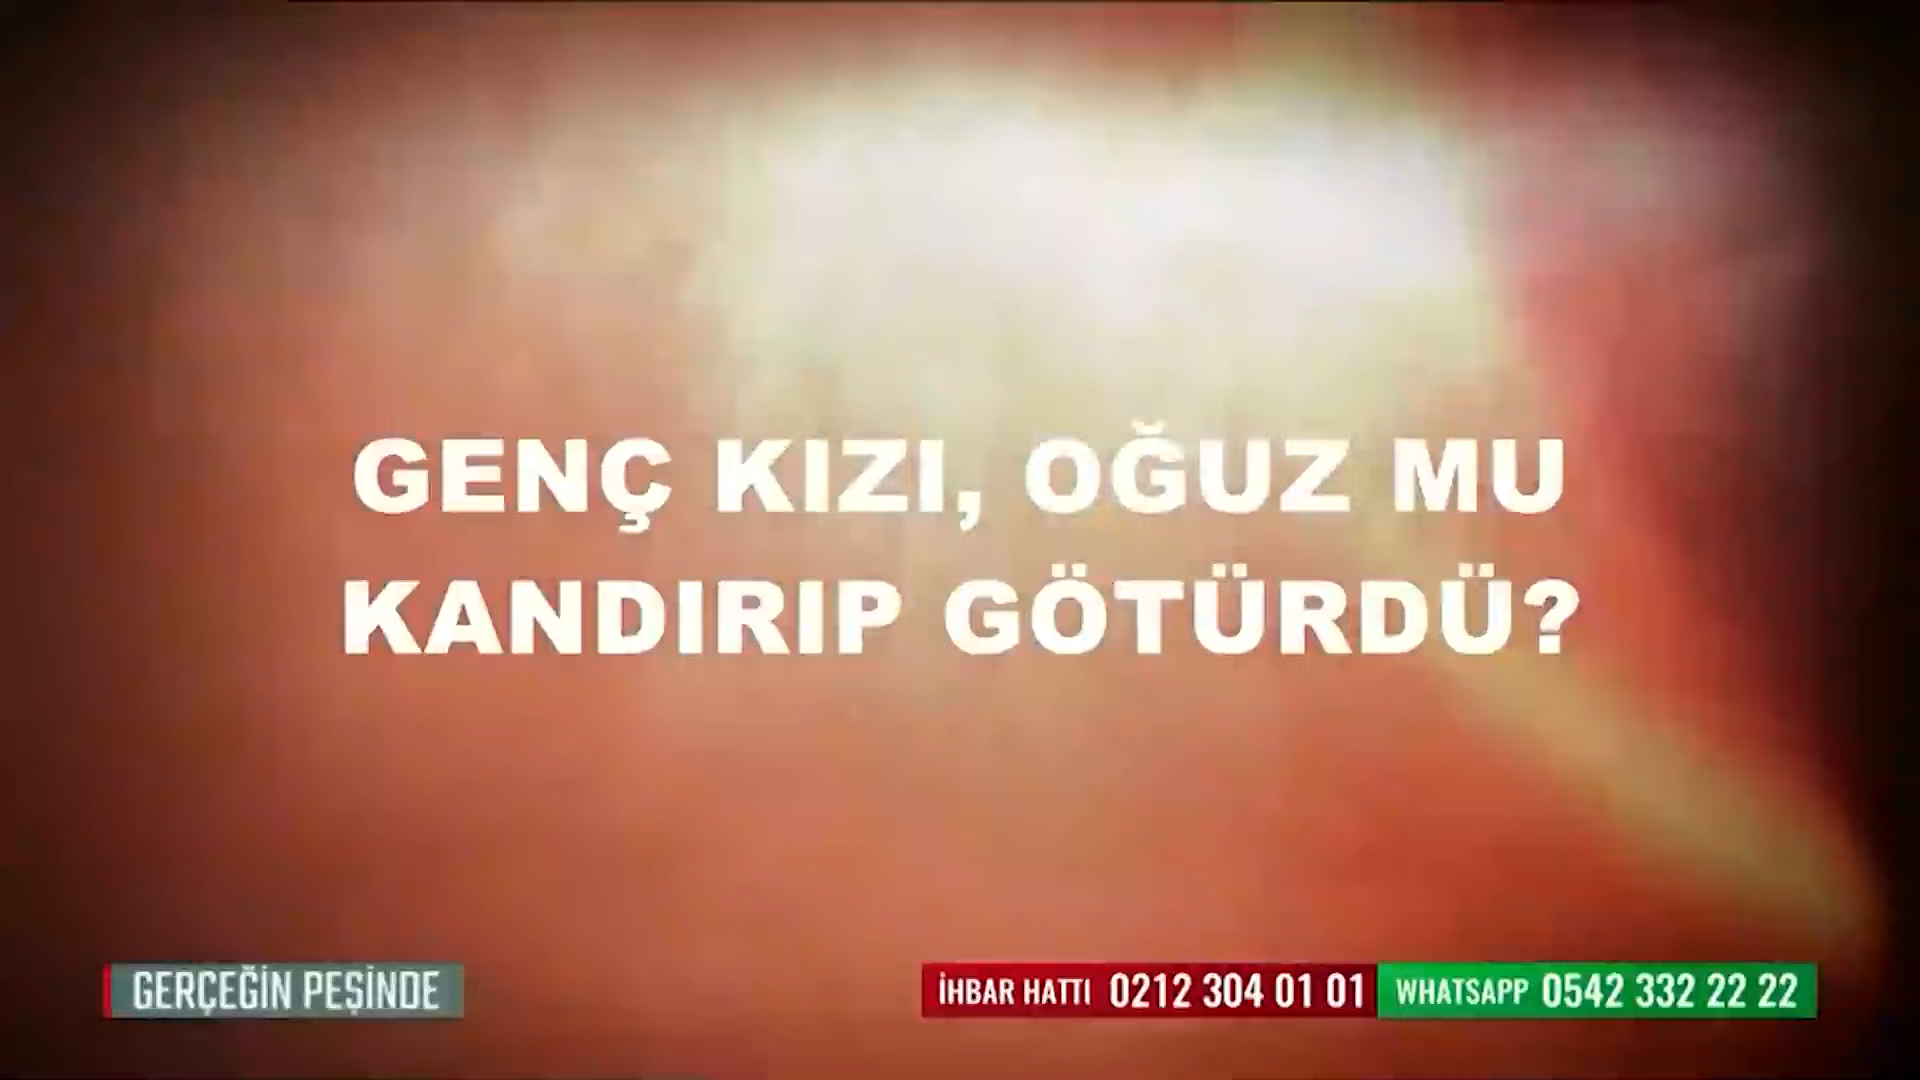 GENÇ KIZI, OĞUZ MU
KANDIRIP GÖTÜRDÜ?
GERÇEĞİN PEŞİNDE
İHBAR HATTI 0212 304 01 01
WHATSAPP 0542 332 22 22